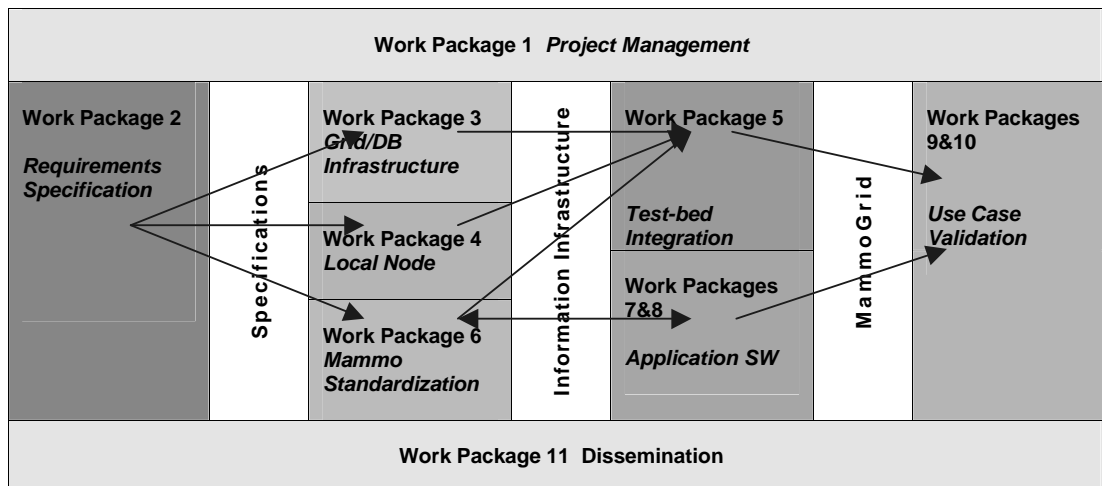 Work Package 1 Project Management
Work Package 2
Requirements
Specification
Specifications
Work Package 3
Grid/DB
Infrastructure
Work Package 4
Local Node
Work Package 6
Mammo
Standardization
Information Infrastructure
Work Package 5
Test-bed
Integration
Work Packages
7&8
Application SW
MammoGrid
Work Packages
9&10
Use Case
Validation
Work Package 11 Dissemination